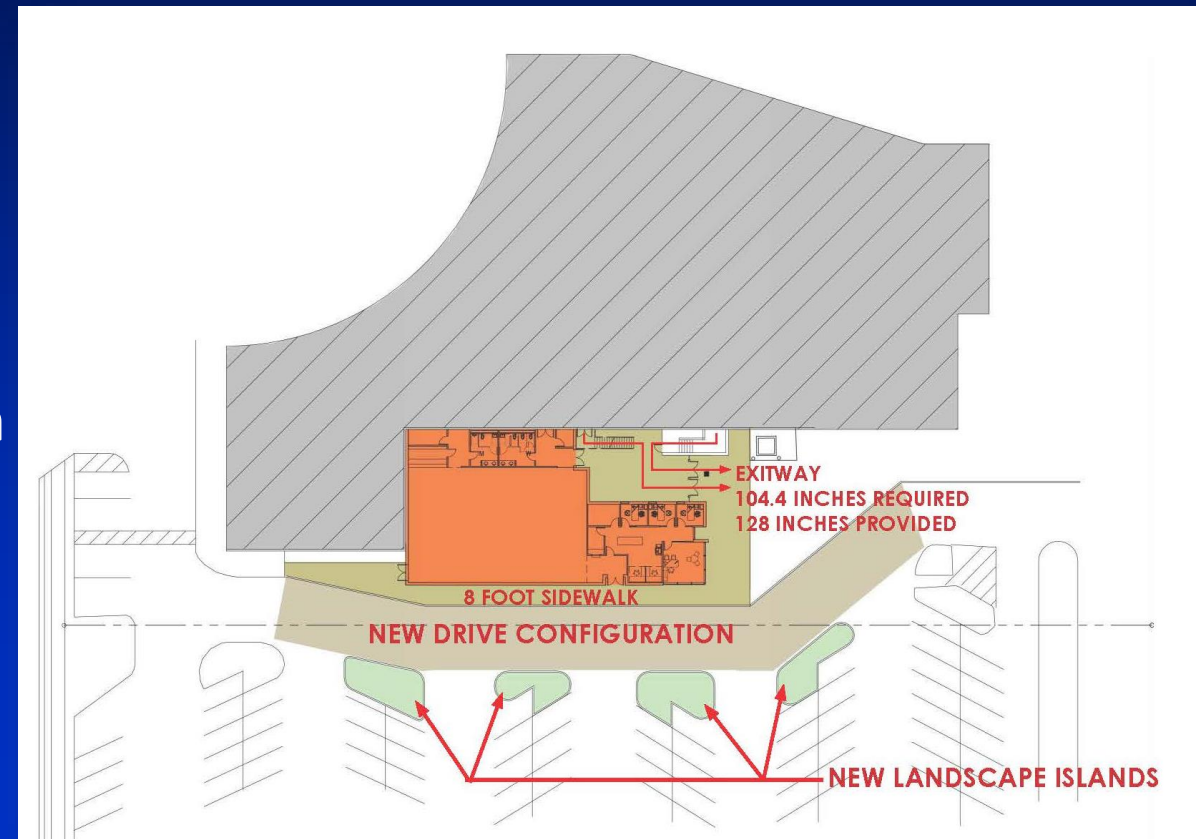 EXITWAY
104.4 INCHES REQUIRED
128 INCHES PROVIDED
8 FOOT SIDEWALK
NEW DRIVE CONFIGURATION
NEW LANDSCAPE ISLANDS